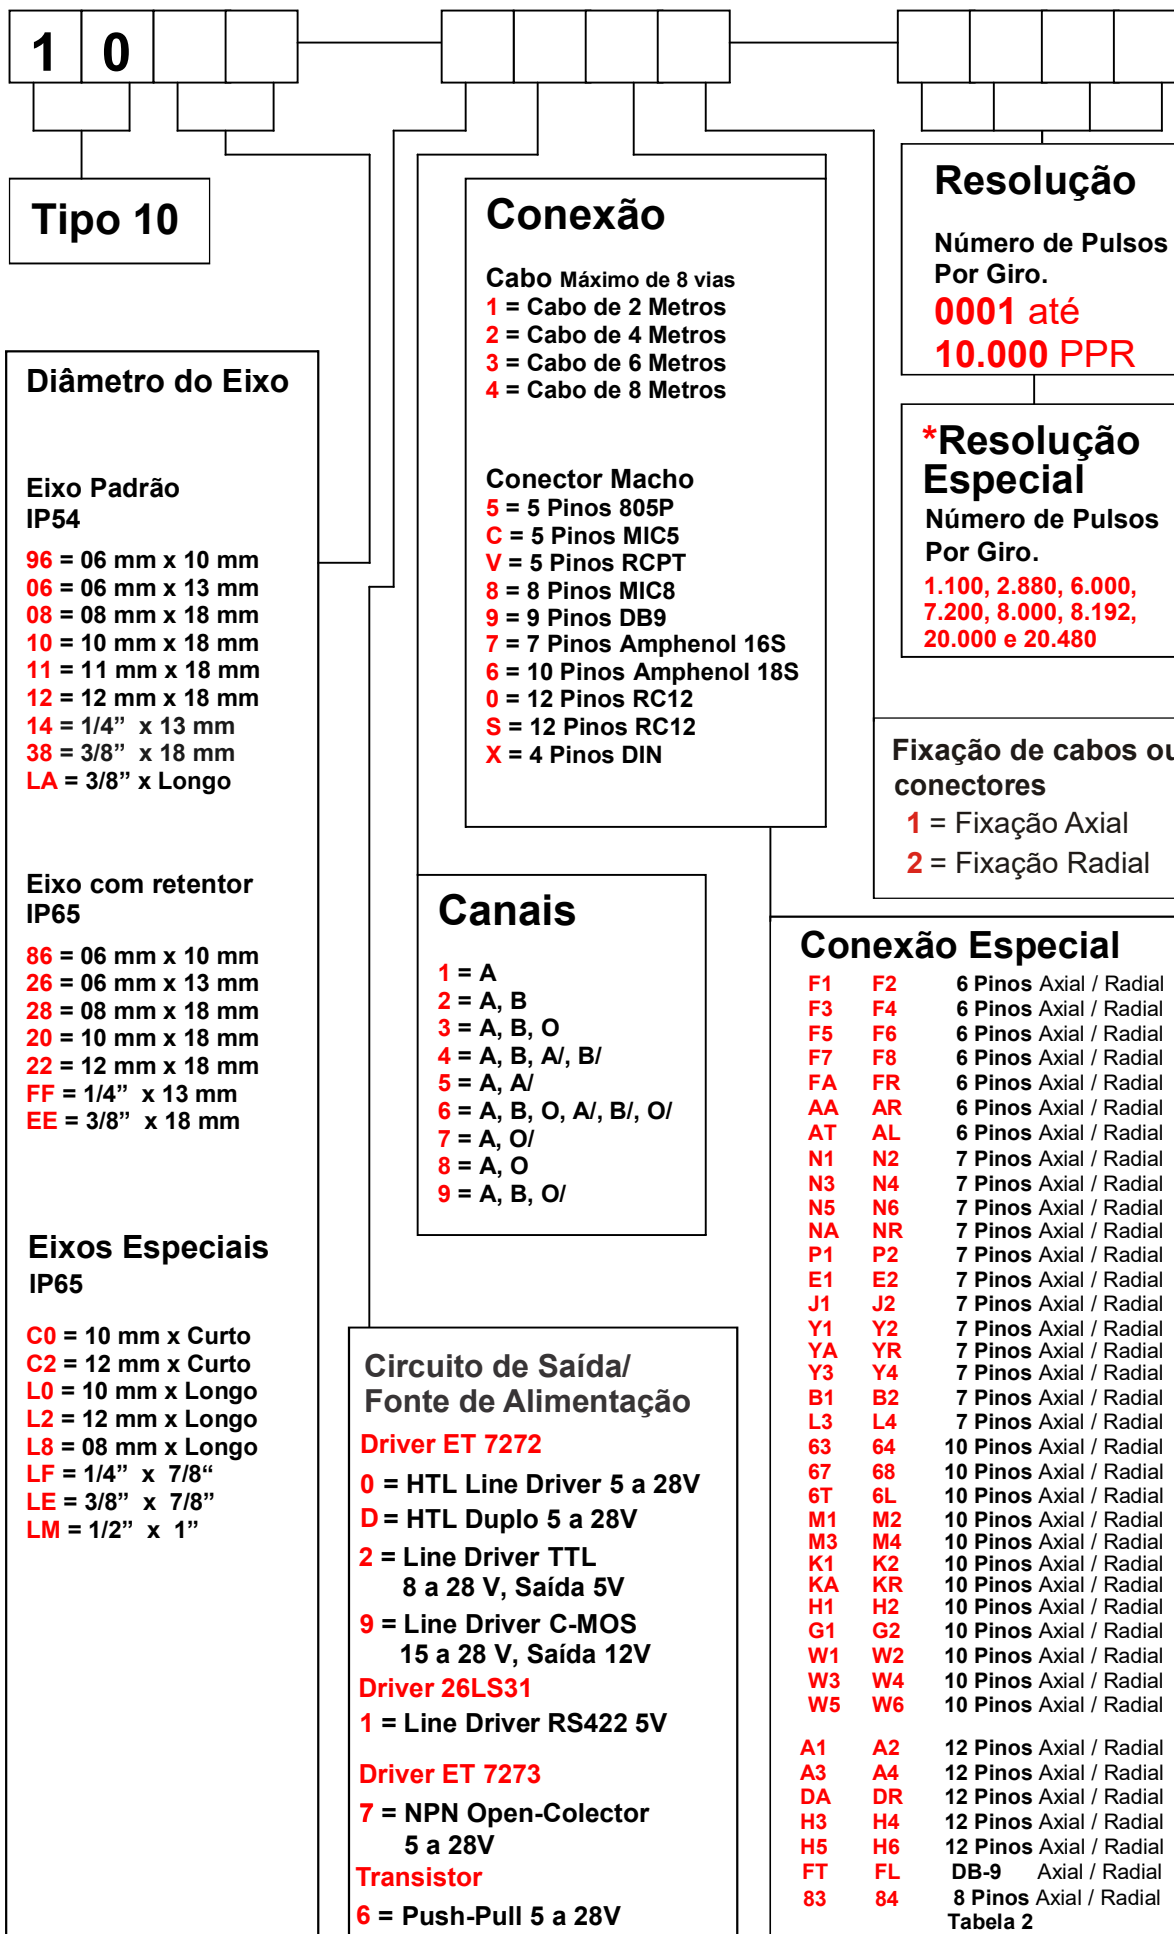 1 0
Tipo 10
Diâmetro do Eixo
Eixo Padrão
IP54
96 = 06 mm x 10 mm
06 = 06 mm x 13 mm
08 = 08 mm x 18 mm
10 = 10 mm x 18 mm
11 = 11 mm x 18 mm
12 = 12 mm x 18 mm
14 = 1/4” x 13 mm
38 = 3/8” x 18 mm
LA = 3/8” x Longo
Eixo com retentor
IP65
86 = 06 mm x 10 mm
26 = 06 mm x 13 mm
28 = 08 mm x 18 mm
20 = 10 mm x 18 mm
22 = 12 mm x 18 mm
FF = 1/4” x 13 mm
EE = 3/8” x 18 mm
Eixos Especiais
IP65
C0 = 10 mm x Curto
C2 = 12 mm x Curto
L0 = 10 mm x Longo
L2 = 12 mm x Longo
L8 = 08 mm x Longo
LF = 1/4” x 7/8“
LE = 3/8” x 7/8”
LM = 1/2” x 1”
Conexão
Cabo Máximo de 8 vias
1 = Cabo de 2 Metros
2 = Cabo de 4 Metros
3 = Cabo de 6 Metros
4 = Cabo de 8 Metros
Conector Macho
5 = 5 Pinos 805P
C = 5 Pinos MIC5
V = 5 Pinos RCPT
8 = 8 Pinos MIC8
9 = 9 Pinos DB9
7 = 7 Pinos Amphenol 16S
6 = 10 Pinos Amphenol 18S
0 = 12 Pinos RC12
S = 12 Pinos RC12
X = 4 Pinos DIN
Canais
1 = A
2 = A, B
3 = A, B, O
4 = A, B, A/, B/
5 = A, A/
6 = A, B, O, A/, B/, O/
7 = A, O/
8 = A, O
9 = A, B, O/
Circuito de Saída/
Fonte de Alimentação
Driver ET 7272
0 = HTL Line Driver 5 a 28V
D = HTL Duplo 5 a 28V
2 = Line Driver TTL
8 a 28 V, Saída 5V
9 = Line Driver C-MOS
15 a 28 V, Saída 12V
Driver 26LS31
1 = Line Driver RS422 5V
Driver ET 7273
7 = NPN Open-Colector
5 a 28V
Transistor
6 = Push-Pull 5 a 28V
Resolução
Número de Pulsos
Por Giro.
0001 até
10.000 PPR
*Resolução
Especial
Número de Pulsos
Por Giro.
1.100, 2.880, 6.000,
7.200, 8.000, 8.192,
20.000 e 20.480
Fixação de cabos ou
conectores
1 = Fixação Axial
2 = Fixação Radial
Conexão Especial
F1 F2 6 Pinos Axial / Radial
F3 F4 6 Pinos Axial / Radial
F5 F6 6 Pinos Axial / Radial
F7 F8 6 Pinos Axial / Radial
FA FR 6 Pinos Axial / Radial
AA AR 6 Pinos Axial / Radial
AT AL 6 Pinos Axial / Radial
N1 N2 7 Pinos Axial / Radial
N3 N4 7 Pinos Axial / Radial
N5 N6 7 Pinos Axial / Radial
NA NR 7 Pinos Axial / Radial
P1 P2 7 Pinos Axial / Radial
E1 E2 7 Pinos Axial / Radial
J1 J2 7 Pinos Axial / Radial
Y1 Y2 7 Pinos Axial / Radial
YA YR 7 Pinos Axial / Radial
Y3 Y4 7 Pinos Axial / Radial
B1 B2 7 Pinos Axial / Radial
L3 L4 7 Pinos Axial / Radial
63 64 10 Pinos Axial / Radial
67 68 10 Pinos Axial / Radial
6T 6L 10 Pinos Axial / Radial
M1 M2 10 Pinos Axial / Radial
M3 M4 10 Pinos Axial / Radial
K1 K2 10 Pinos Axial / Radial
KA KR 10 Pinos Axial / Radial
H1 H2 10 Pinos Axial / Radial
G1 G2 10 Pinos Axial / Radial
W1 W2 10 Pinos Axial / Radial
W3 W4 10 Pinos Axial / Radial
W5 W6 10 Pinos Axial / Radial
A1 A2 12 Pinos Axial / Radial
A3 A4 12 Pinos Axial / Radial
DA DR 12 Pinos Axial / Radial
H3 H4 12 Pinos Axial / Radial
H5 H6 12 Pinos Axial / Radial
FT FL DB-9 Axial / Radial
83 84 8 Pinos Axial / Radial
Tabela 2